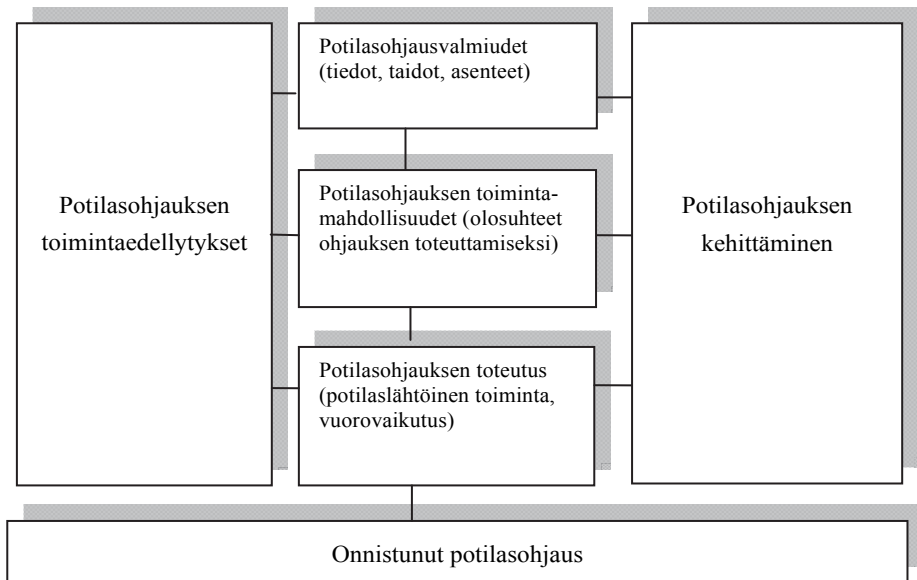 Potilasohjauksen
toimintaedellytykset
Potilasohjausvalmiudet
(tiedot, taidot, asenteet)
Potilasohjauksen toiminta-
mahdollisuudet (olosuhteet
ohjauksen toteuttamiseksi)
Potilasohjauksen toteutus
(potilaslähtöinen toiminta,
vuorovaikutus)
Potilasohjauksen
kehittäminen
Onnistunut potilasohjaus